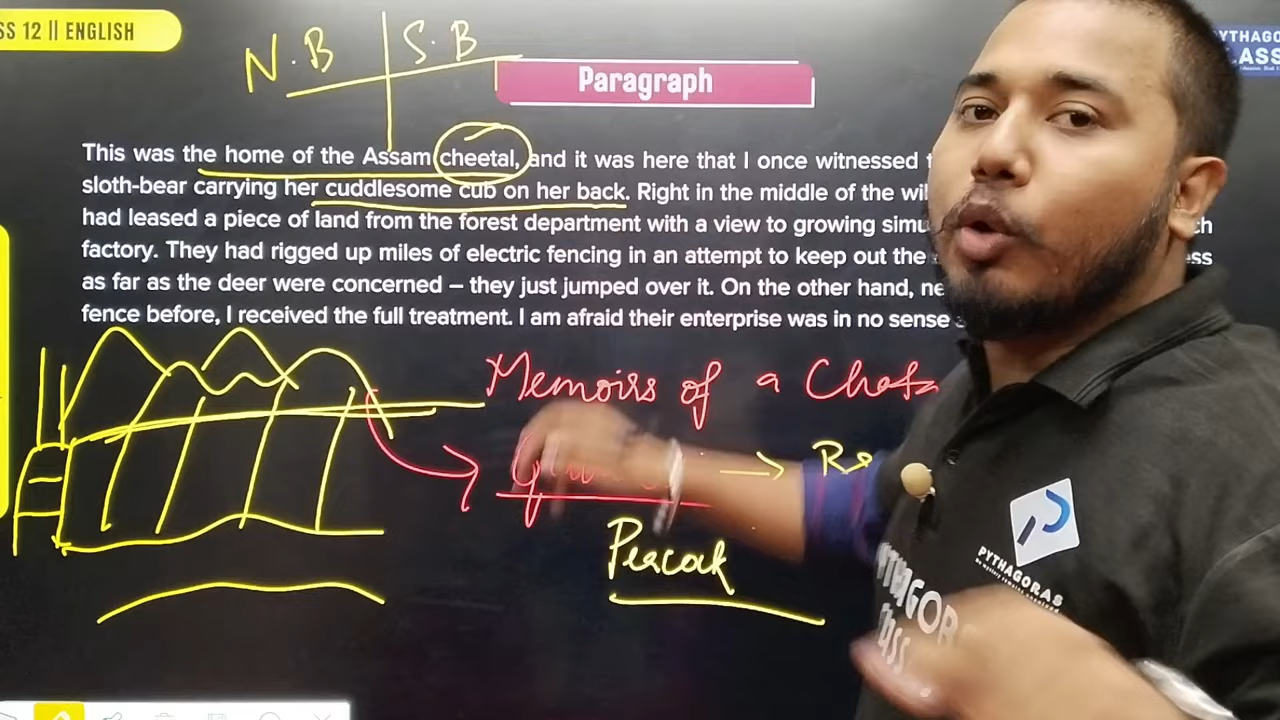 SS 12 || ENGLISH
N.B S.B
YTHAGO
LASS
Paragraph
This was the home of the Assam cheetal, and it was here that I once witnessed
sloth-bear carrying her cuddlesome cub on her back. Right in the middle of the
had leased a piece of land from the forest department with a view to growing
factory. They had rigged up miles of electric fencing in an attempt to keep out the
as far as the deer were concerned – they just jumped over it. On the other hand,
fence before, I received the full treatment. I am afraid their enterprise was in no sense
Memoirs of a
Peacock
PYTHAGORAS